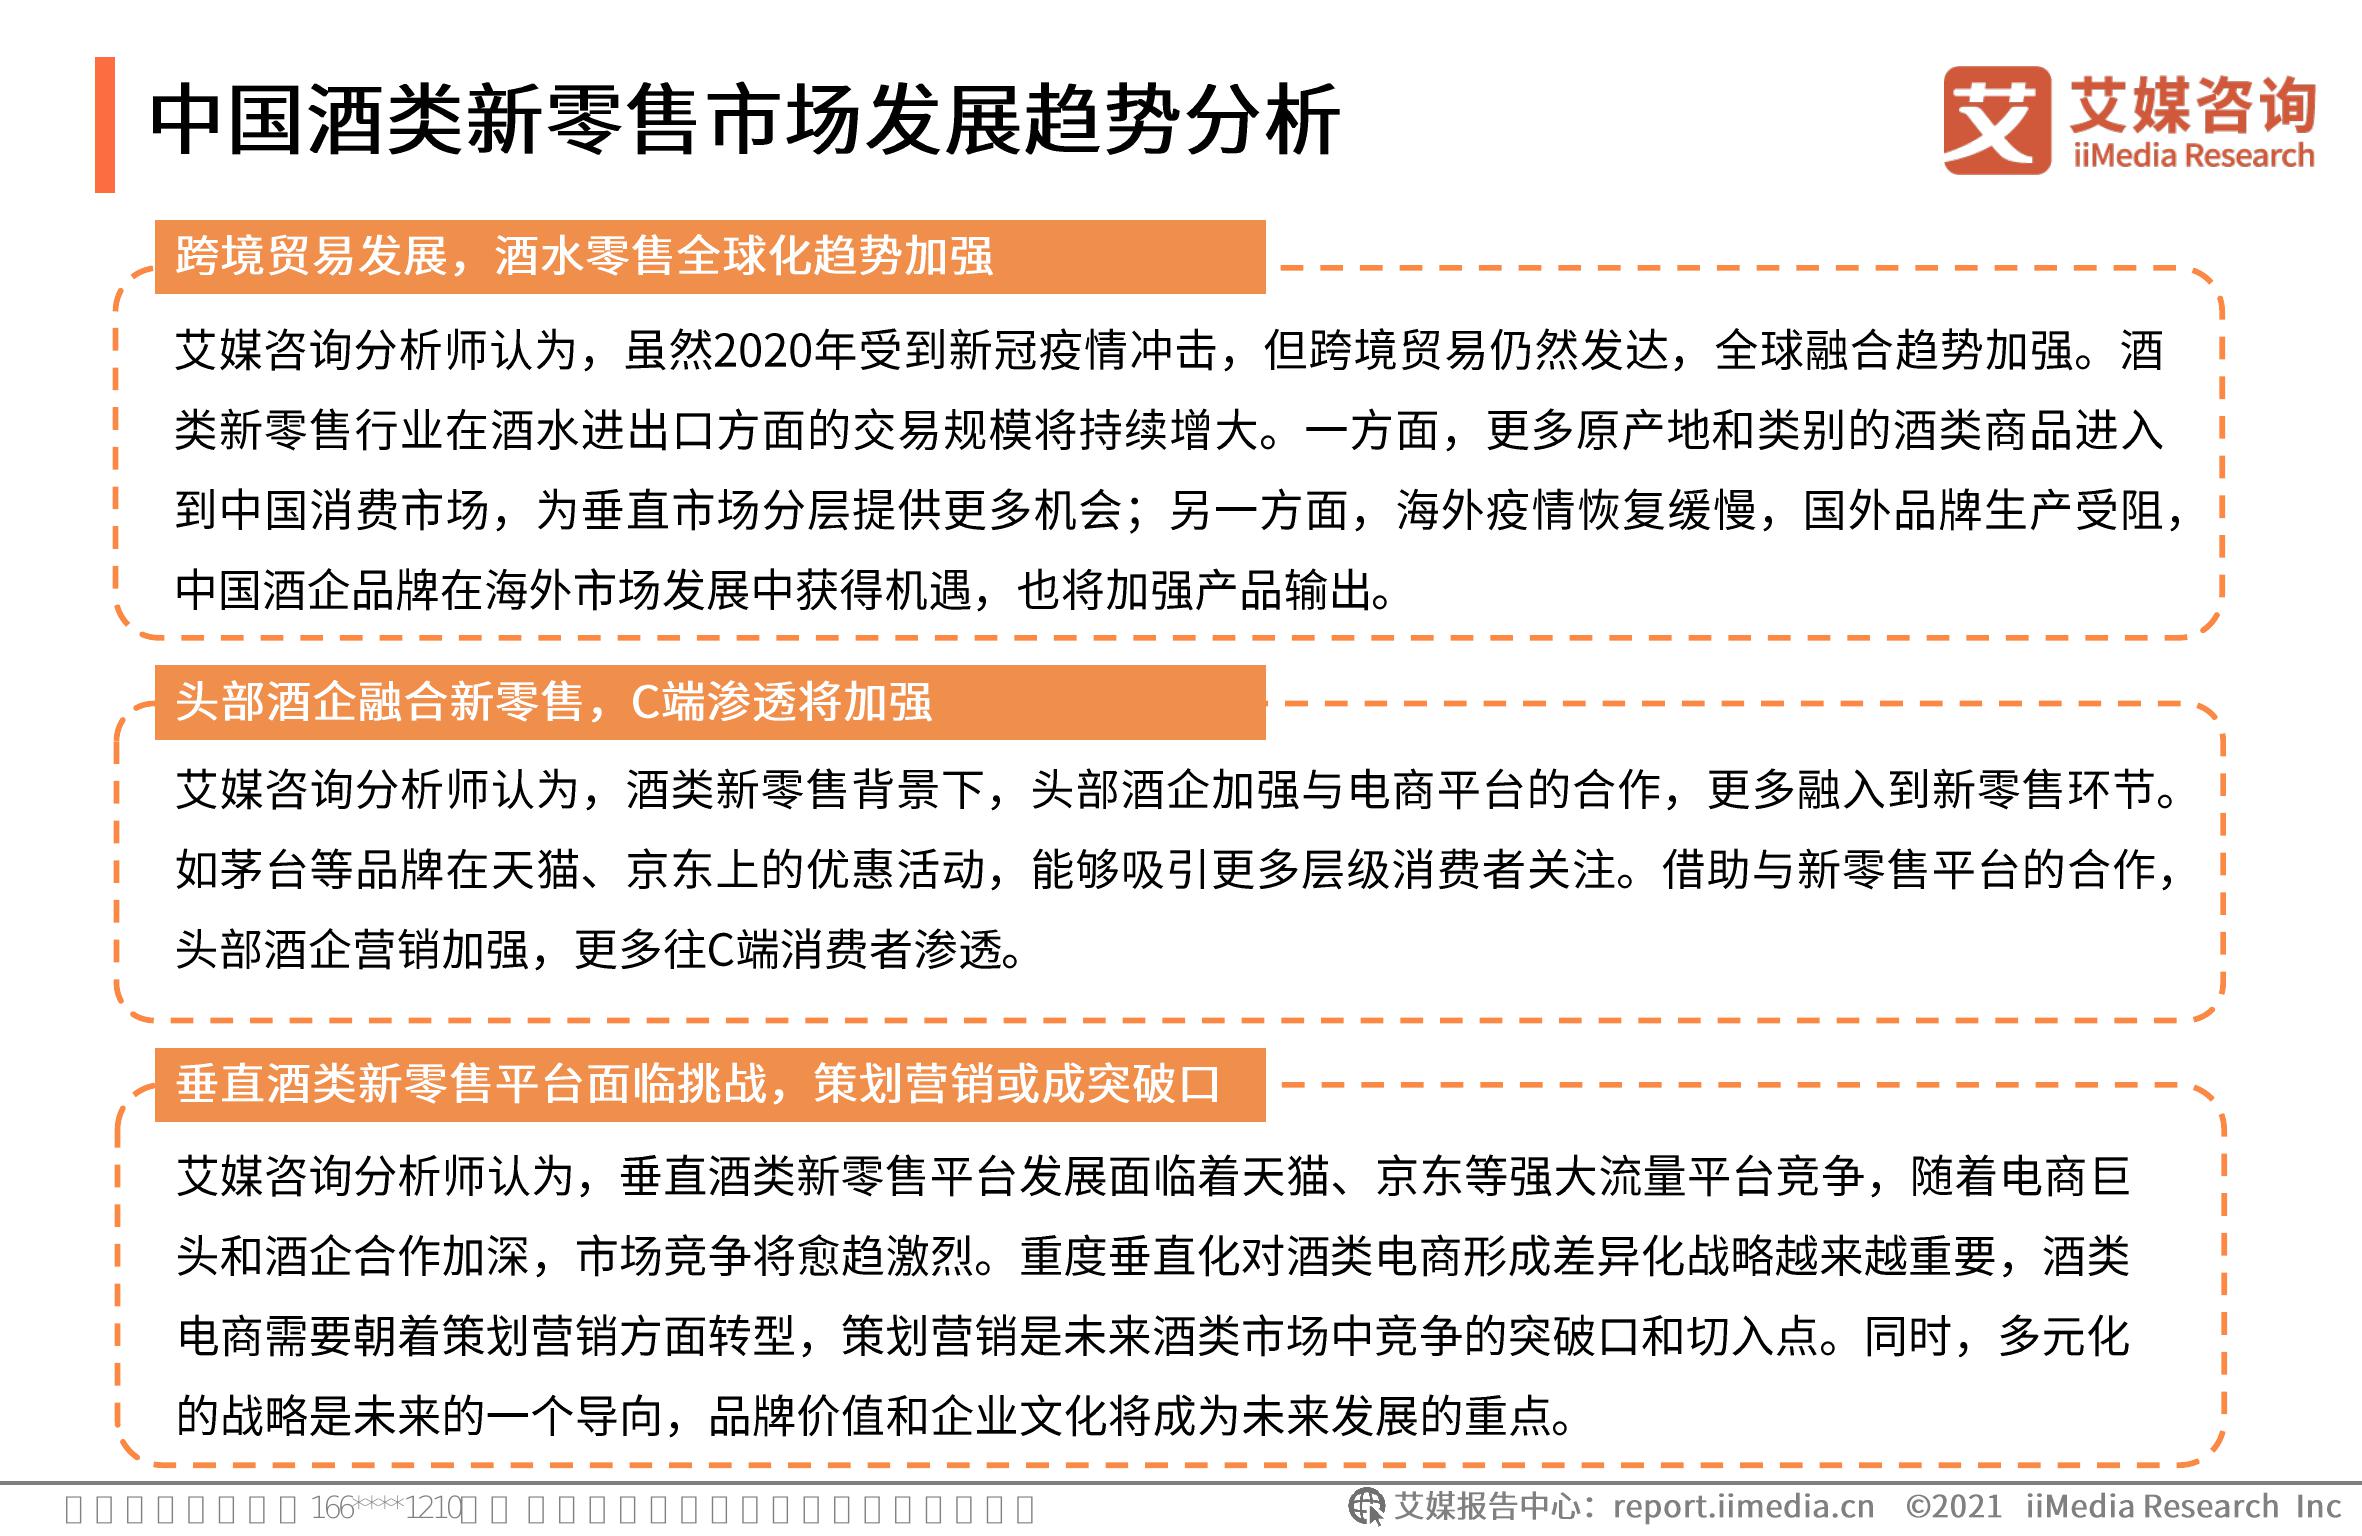 中国酒类新零售市场发展趋势分析
艾
艾媒咨询
iiMedia Research
跨境贸易发展，酒水零售全球化趋势加强
艾媒咨询分析师认为，虽然2020年受到新冠疫情冲击，但跨境贸易仍然发达，全球融合趋势加强。酒
类新零售行业在酒水进出口方面的交易规模将持续增大。一方面，更多原产地和类别的酒类商品进入
到中国消费市场，为垂直市场分层提供更多机会；另一方面，海外疫情恢复缓慢，国外品牌生产受阻，
中国酒企品牌在海外市场发展中获得机遇，也将加强产品输出。
头部酒企融合新零售，C端渗透将加强
艾媒咨询分析师认为，酒类新零售背景下，头部酒企加强与电商平台的合作，更多融入到新零售环节。
如茅台等品牌在天猫、京东上的优惠活动，能够吸引更多层级消费者关注。借助与新零售平台的合作，
头部酒企营销加强，更多往C端消费者渗透。
垂直酒类新零售平台面临挑战，策划营销或成突破口
艾媒咨询分析师认为，垂直酒类新零售平台发展面临着天猫、京东等强大流量平台竞争，随着电商巨
头和酒企合作加深，市场竞争将愈趋激烈。重度垂直化对酒类电商形成差异化战略越来越重要，酒类
电商需要朝着策划营销方面转型，策划营销是未来酒类市场中竞争的突破口和切入点。同时，多元化
的战略是未来的一个导向，品牌价值和企业文化将成为未来发展的重点。
166****1210
艾媒报告中心：report.iimedia.cn ©2021 iiMedia Research Inc